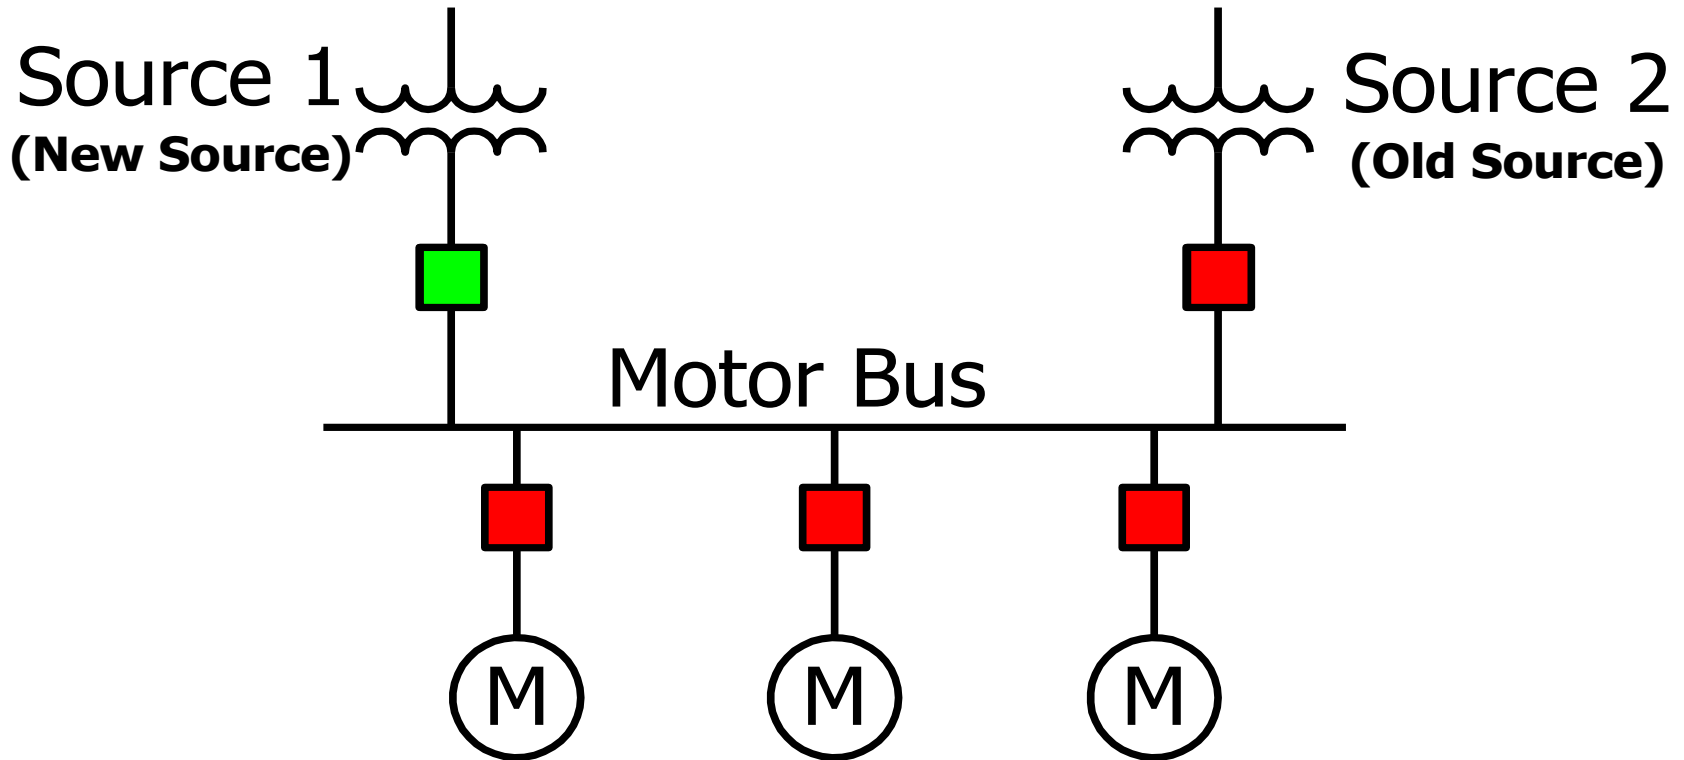 Source 1
(New Source)
Source 2
(Old Source)
Motor Bus
M
M
M